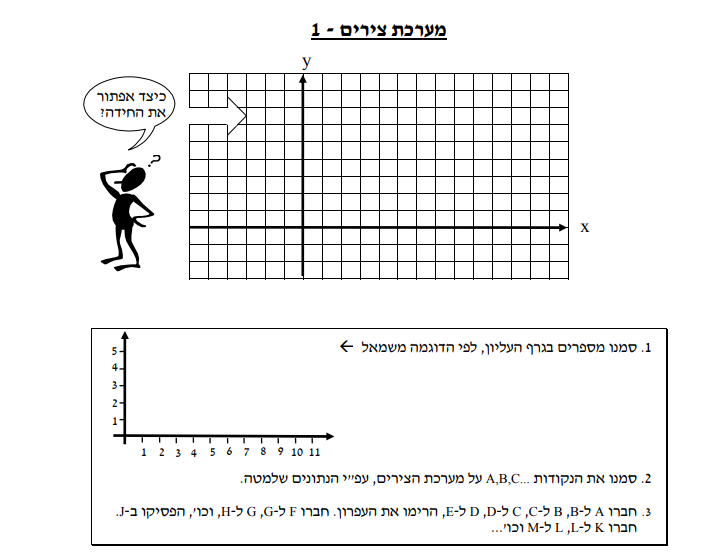 מערכת צירים - 1
y
כיצד אפתור
את החידה?
?
x
1. סמנו מספרים בגרף העליון, לפי הדוגמה משמאל ←
5
4
3
2
1
1 2 3 4 5 6 7 8 9 10 11
2. סמנו את הנקודות A,B,C... על מערכת הצירים, עפ״י הנתונים שלמטה.
3. חברו A ל-B, B ל-C, C ל-D, D ל-E, הרימו את העפרון. חברו F ל-G, G ל-H, וכו׳, הפסיקו ב-J.
חברו K ל-L, L ל-M וכו׳...